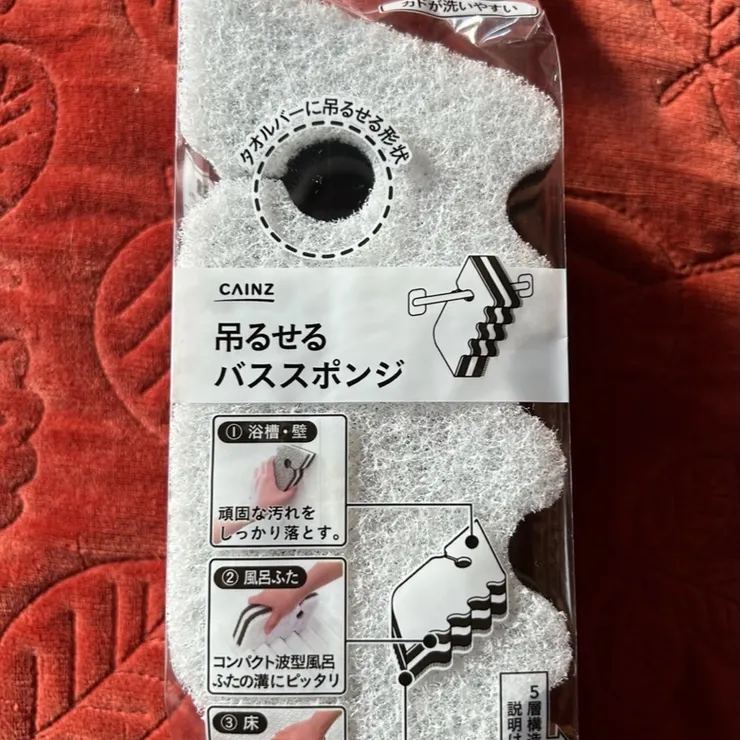 カドが洗いやすい
タオルバーに吊るせる形状
CAINZ
吊るせる
バススポンジ
① 浴槽・壁
頑固な汚れを
しっかり落とす。
② 風呂ふた
コンパクト波型風呂
ふたの溝にピッタリ
③ 床
5層構造
説明は